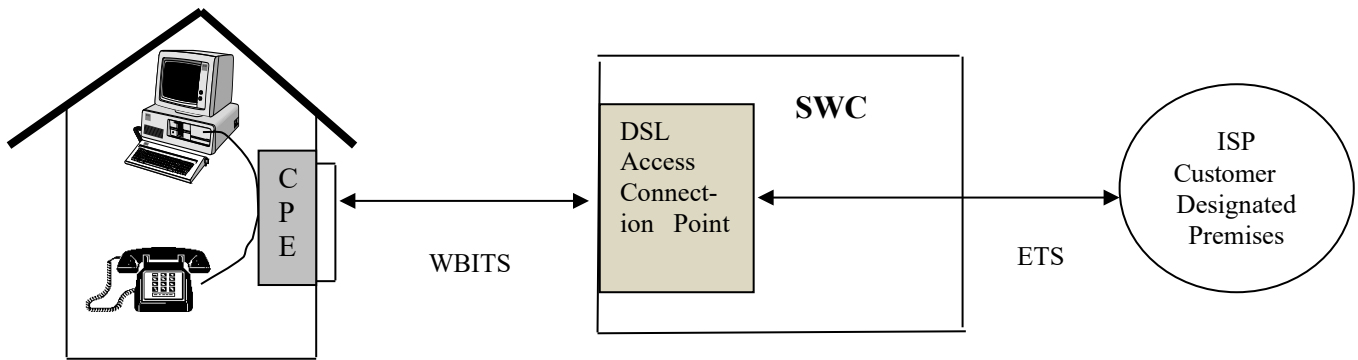 C
P
E
WBITS
DSL
Access
Connect-
ion Point
SWC
ETS
ISP
Customer
Designated
Premises